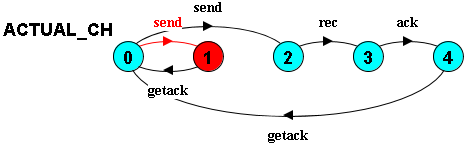 send
ACTUAL_CH
send
rec
ack
0
1
2
3
4
getack
getack